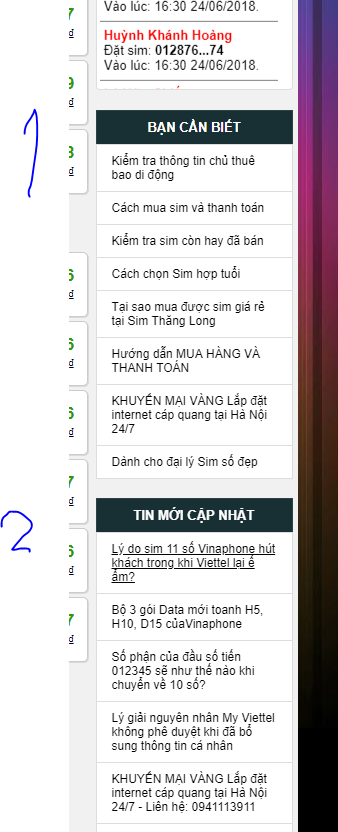 Vào lúc: 16:30 24/06/2018.
Huỳnh Khánh Hoảng
Đặt sim: 012876...74
Vào lúc: 16:30 24/06/2018.
7
đ
9
đ
1
3
đ
BẠN CẦN BIẾT
Kiểm tra thông tin chủ thuê
bao di động
Cách mua sim và thanh toán
Kiểm tra sim còn hay đã bán
6
đ
Cách chọn Sim hợp tuổi
Tại sao mua được sim giá rẻ
tại Sim Thăng Long
6
đ
Hướng dẫn MUA HÀNG VÀ
THANH TOÁN
6
đ
KHUYẾN MẠI VÀNG Lắp đặt
internet cáp quang tại Hà Nội
24/7
Dành cho đại lý Sim số đẹp
7
đ
TIN MỚI CẬP NHẬT
2
6
đ
Lý do sim 11 số Vinaphone hút
khách trong khi Viettel lại ế
ẩm?
7
đ
Bộ 3 gói Data mới toanh H5,
H10, D15 củaVinaphone
Số phận của đầu số tiến
012345 sẽ như thế nào khi
chuyển về 10 số?
Lý giải nguyên nhân My Viettel
không phê duyệt khi đã bổ
sung thông tin cá nhân
KHUYẾN MẠI VÀNG Lắp đặt
internet cáp quang tại Hà Nội
24/7 - Liên hệ: 0941113911